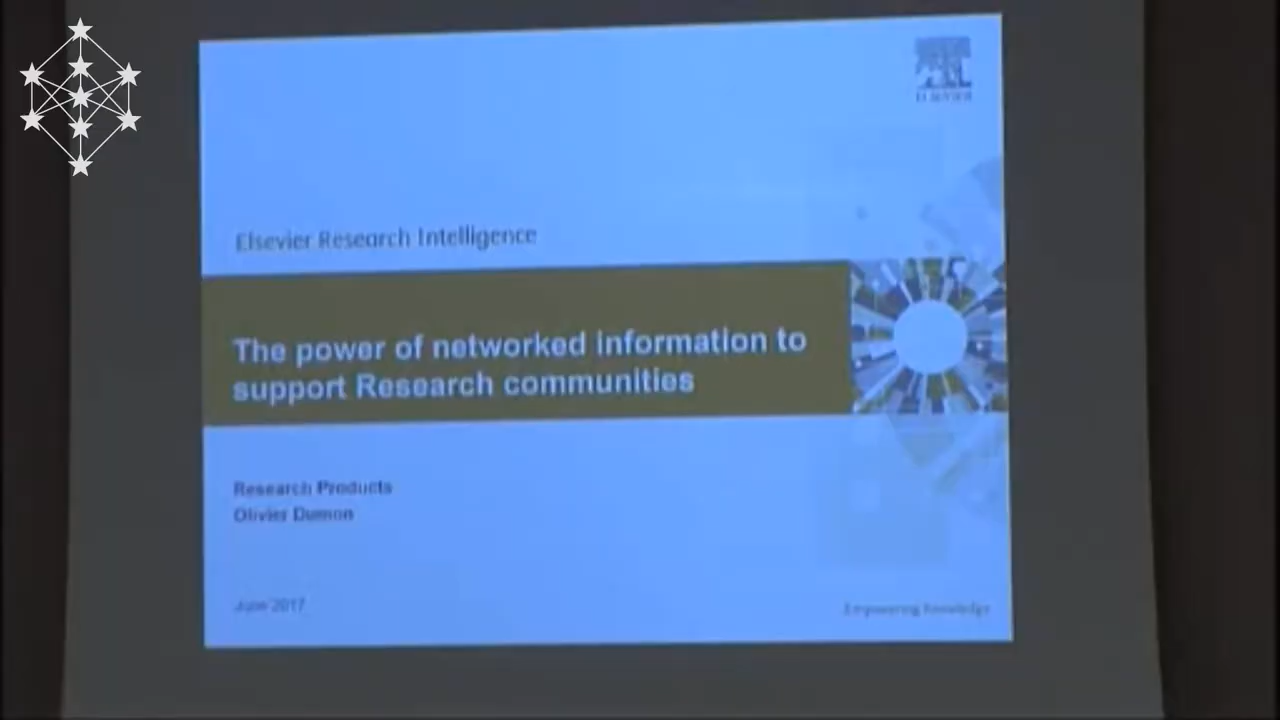 ELSEVIER
Elsevier Research Intelligence
The power of networked information to
support Research communities
Research Products
Olivier Dumon
June 2017
Empowering Knowledge